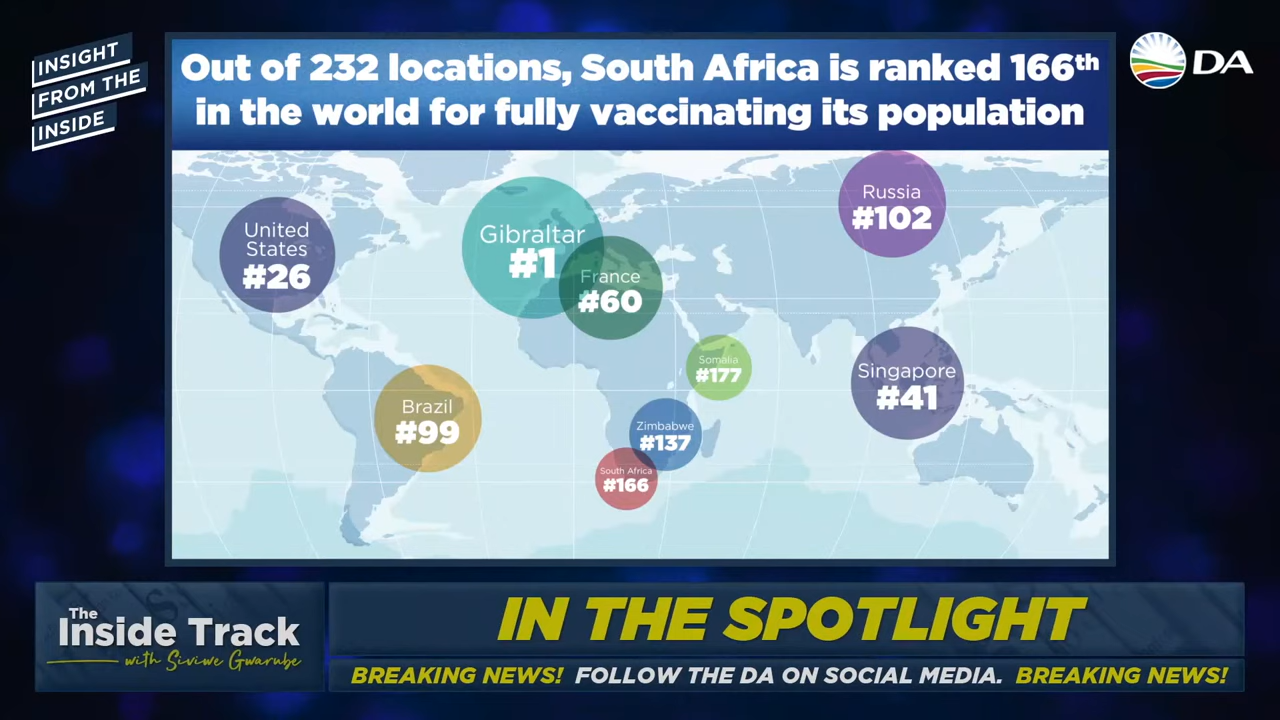 INSIGHT
FROM THE
INSIDE
Out of 232 locations, South Africa is ranked 166th
in the world for fully vaccinating its population
DA
United
States
#26
Gibraltar
#1
France
#60
Russia
#102
Somalia
#177
Singapore
#41
Brazil
#99
Zimbabwe
#137
South Africa
#166
The
Inside Track
with Siviwe Gwarube
IN THE SPOTLIGHT
BREAKING NEWS! FOLLOW THE DA ON SOCIAL MEDIA. BREAKING NEWS!